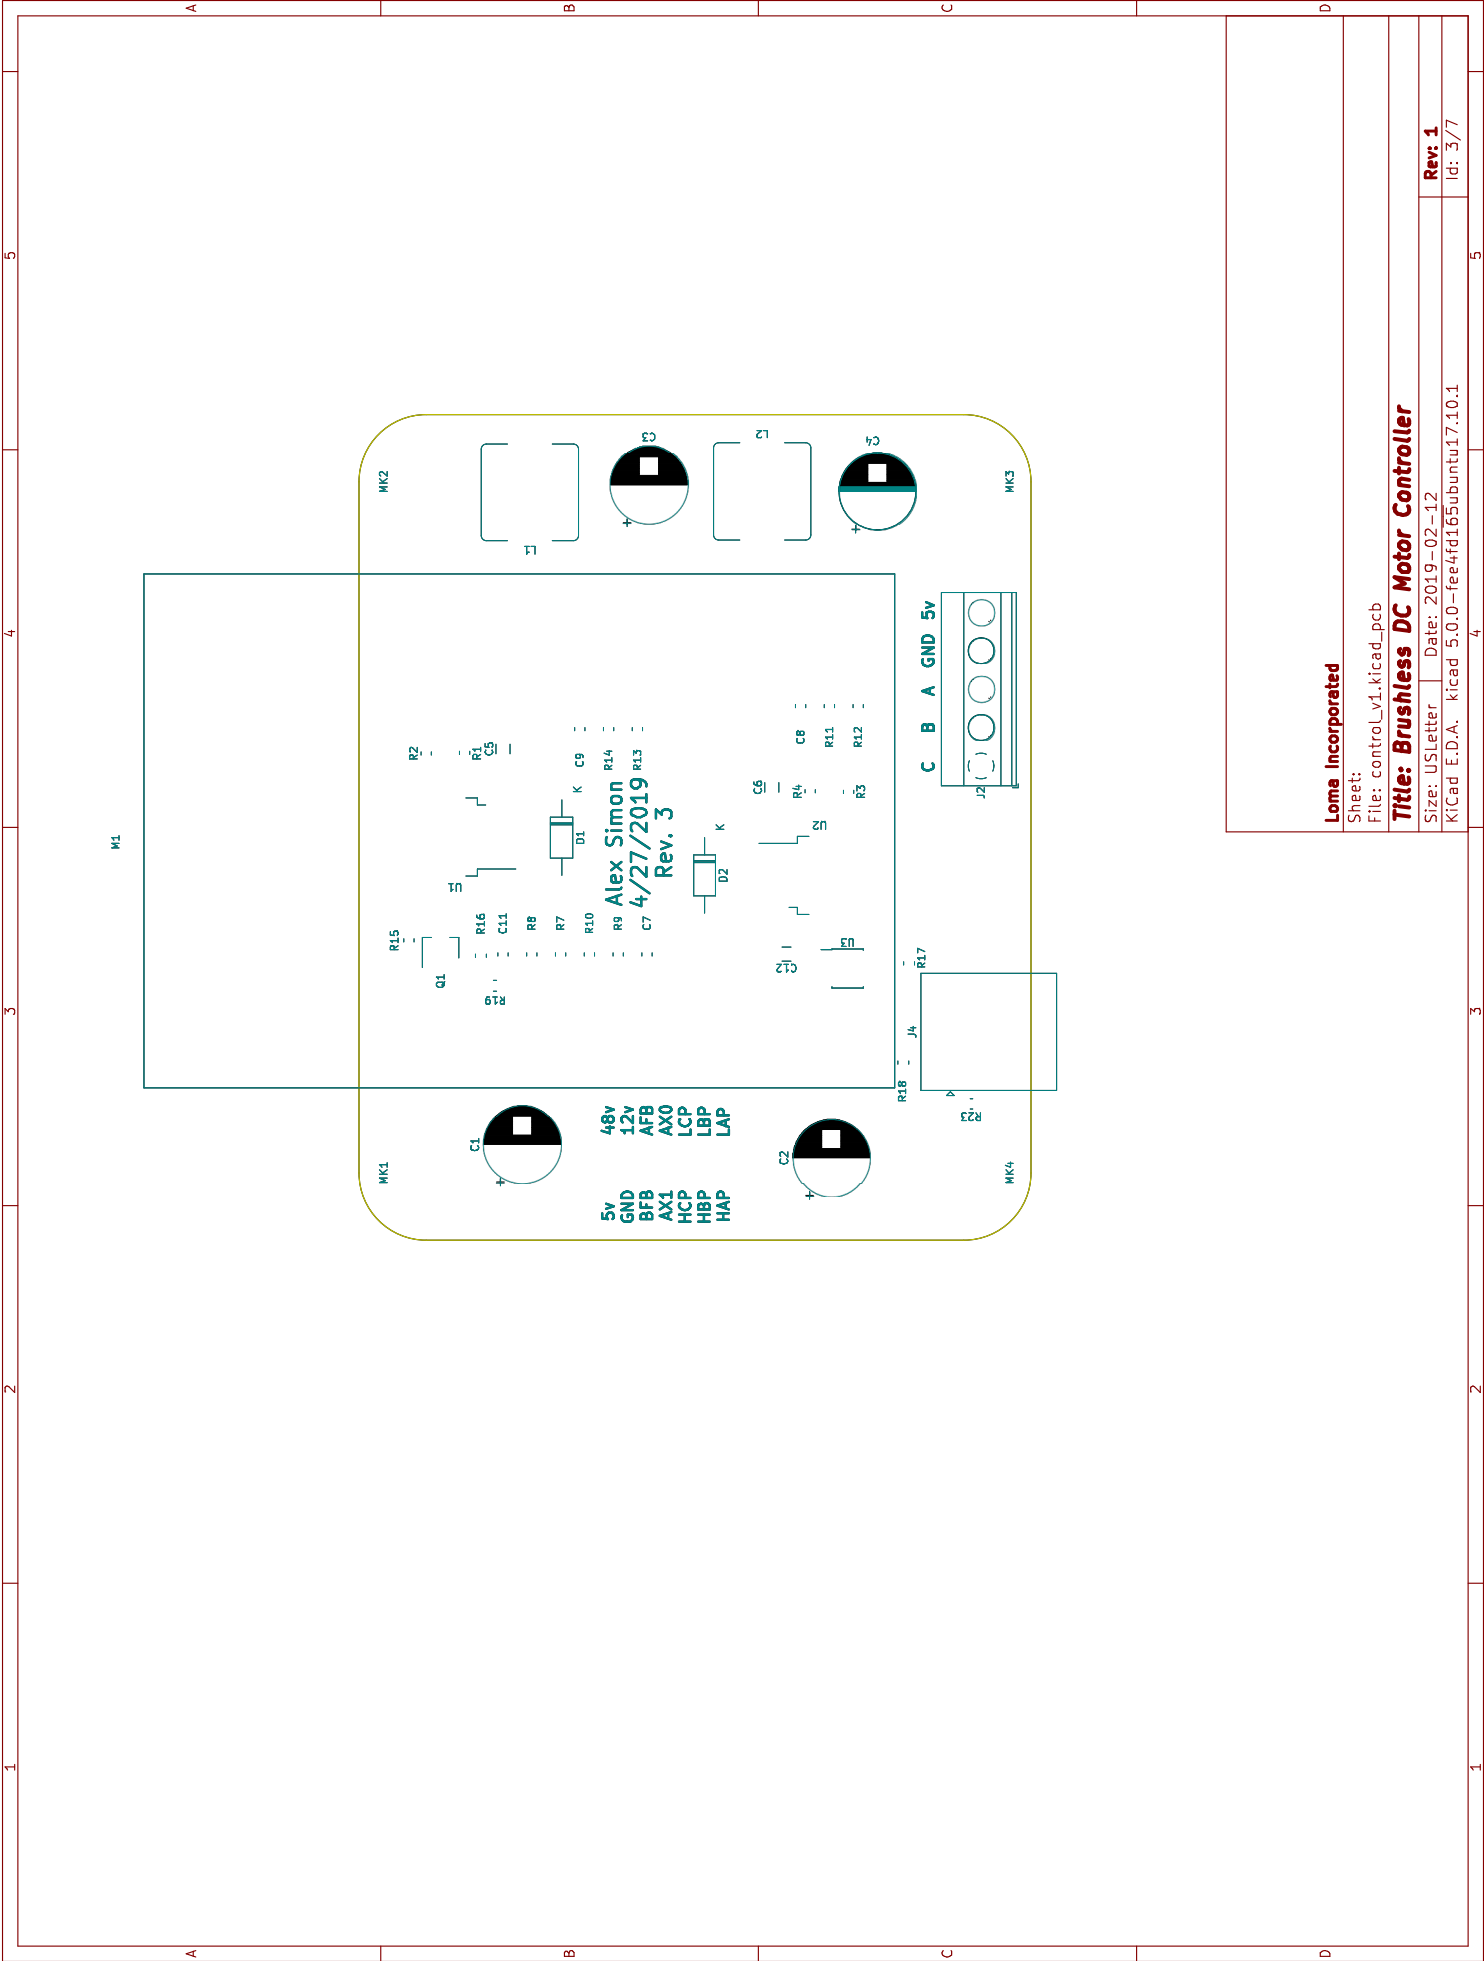 A
B
C
D
5
4
3
2
1
M1
MK2
L1
C3
L2
C4
MK3
R2
R1
C5
C9
R14
R13
K
D1
Alex Simon
4/27/2019
Rev. 3
K
D2
C8
R11
R12
C6
R4
R3
U2
U1
R15
Q1
R16
C11
R8
R7
R10
R9
C7
R19
C12
U3
R17
J4
R18
R23
C B A GND 5v
J2
C1
C2
MK1
MK4
48v
12v
AFB
AX0
LCP
LBP
LAP
5v
GND
BFB
AX1
HCP
HBP
HAP
Loma Incorporated
Sheet:
File: control_v1.kicad_pcb
Title: Brushless DC Motor Controller
Size: USLetter Date: 2019-02-12 Rev: 1
KiCad E.D.A. kicad 5.0.0-fee4fd165ubuntu17.10.1 Id: 3/7
5
4
3
2
1
A
B
C
D